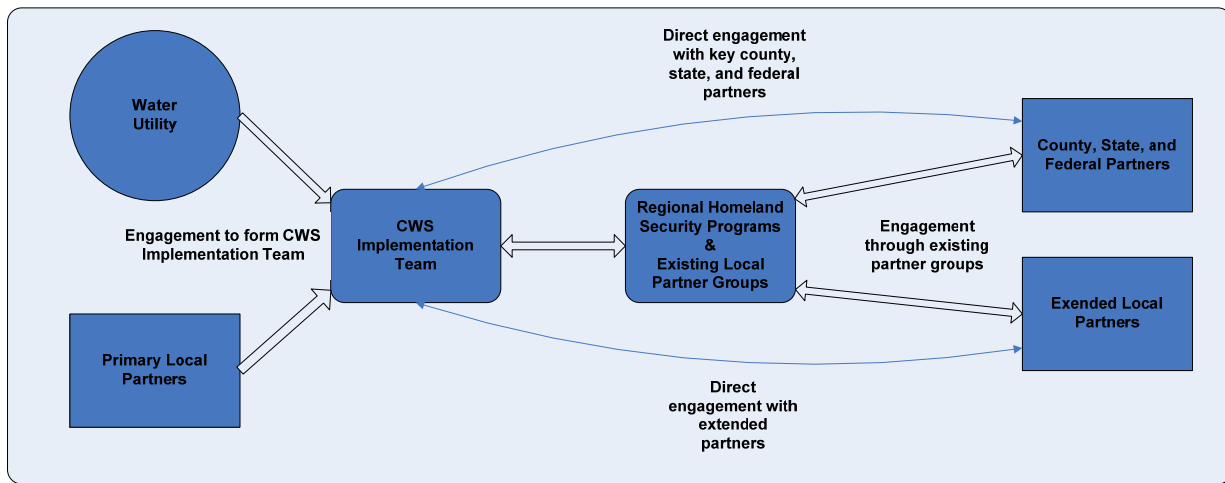 Water
Utility
Engagement to form CWS
Implementation Team
Primary Local
Partners
CWS
Implementation
Team
Direct engagement
with key county,
state, and federal
partners
Regional Homeland
Security Programs
&
Existing Local
Partner Groups
Direct
engagement with
extended
partners
Engagement
through existing
partner groups
County, State, and
Federal Partners
Exended Local
Partners